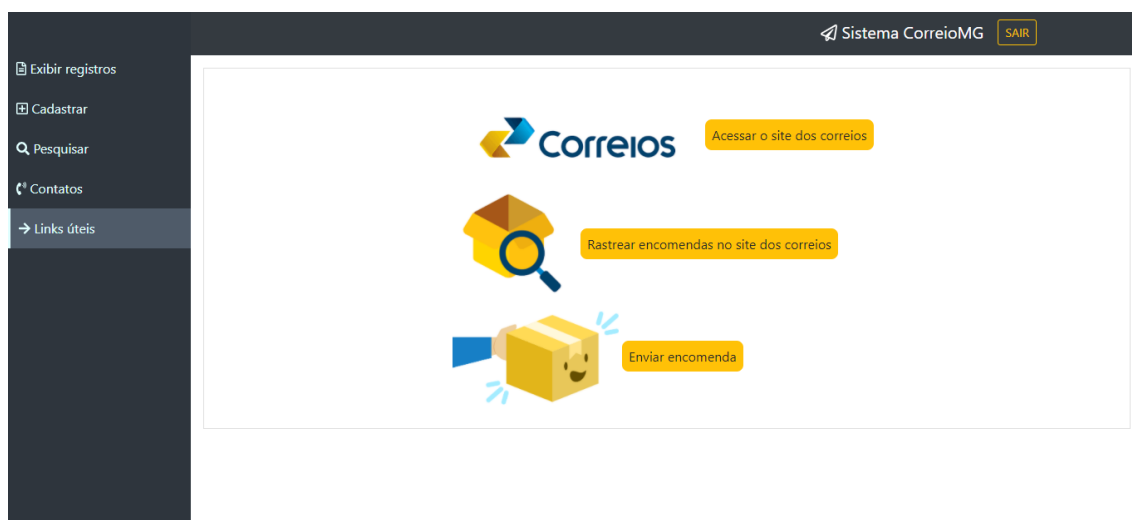 Sistema CorreioMG
SAIR
Exibir registros
Cadastrar
Pesquisar
Contatos
Links úteis
Correios
Acessar o site dos correios
Rastrear encomendas no site dos correios
Enviar encomenda